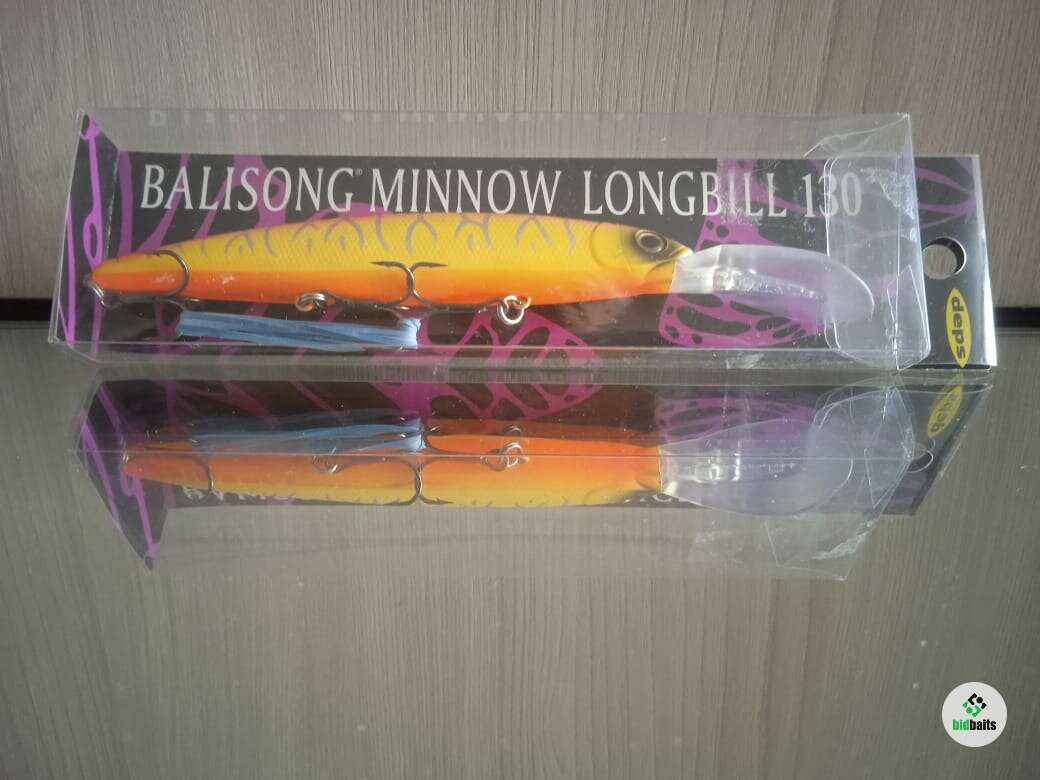 BALISONG® MINNOW LONGBILL 130
deps
bidbaits